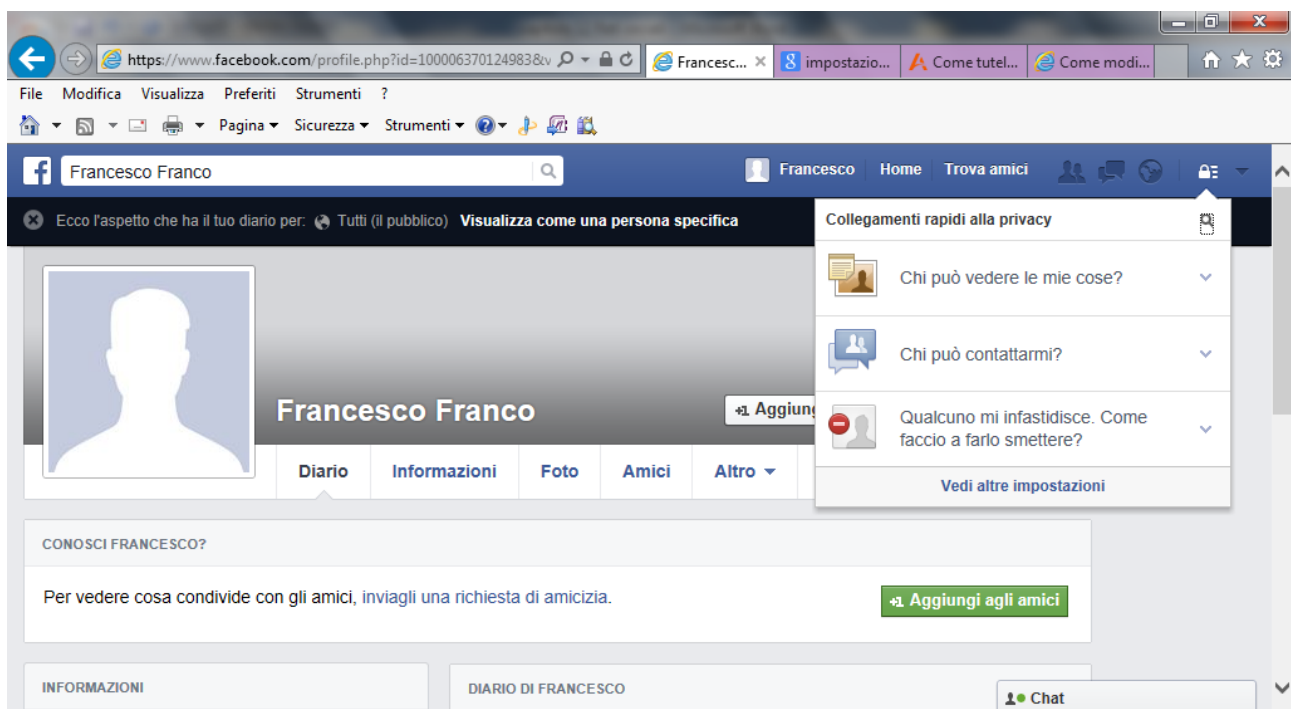 https://www.facebook.com/profile.php?id=100006370124983&v
Francesc...
impostazio...
Come tutel...
Come modi...
File Modifica Visualizza Preferiti Strumenti ?
Pagina Sicurezza Strumenti
Francesco Franco
Francesco Home Trova amici
Ecco l'aspetto che ha il tuo diario per: Tutti (il pubblico) Visualizza come una persona specifica
Collegamenti rapidi alla privacy
Chi può vedere le mie cose?
Chi può contattarmi?
Qualcuno mi infastidisce. Come
faccio a farlo smettere?
Vedi altre impostazioni
Francesco Franco
+1 Aggiung
Diario Informazioni Foto Amici Altro
CONOSCI FRANCESCO?
Per vedere cosa condivide con gli amici, inviagli una richiesta di amicizia.
+1 Aggiungi agli amici
INFORMAZIONI
DIARIO DI FRANCESCO
Chat